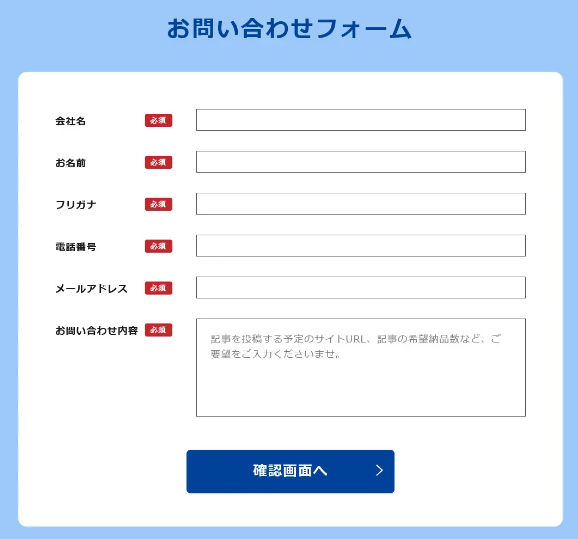 お問い合わせフォーム
会社名 必須
お名前 必須
フリガナ 必須
電話番号 必須
メールアドレス 必須
お問い合わせ内容 必須
記事を投稿する予定のサイトURL、記事の希望納品数など、ご
要望をご入力くださいませ。
確認画面へ